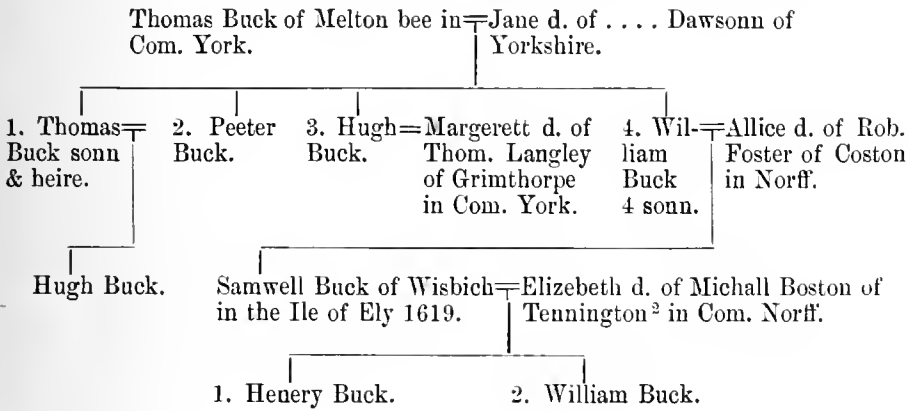 Thomas Buck of Melton bee in Jane d. of .... Dawsonn of
Com. York. Yorkshire.
1. Thomas
Buck sonn
& heire.
2. Peeter
Buck.
3. Hugh
Buck.
Margerett d. of
Thom. Langley
of Grimthorpe
in Com. York.
4. Wil-
liam
Buck
4 sonn.
Allice d. of Rob.
Foster of Coston
in Norff.
Hugh Buck.
Samwell Buck of Wisbich
in the Ile of Ely 1619.
Elizebeth d. of Michall Boston of
Tennington² in Com. Norff.
1. Henery Buck.
2. William Buck.